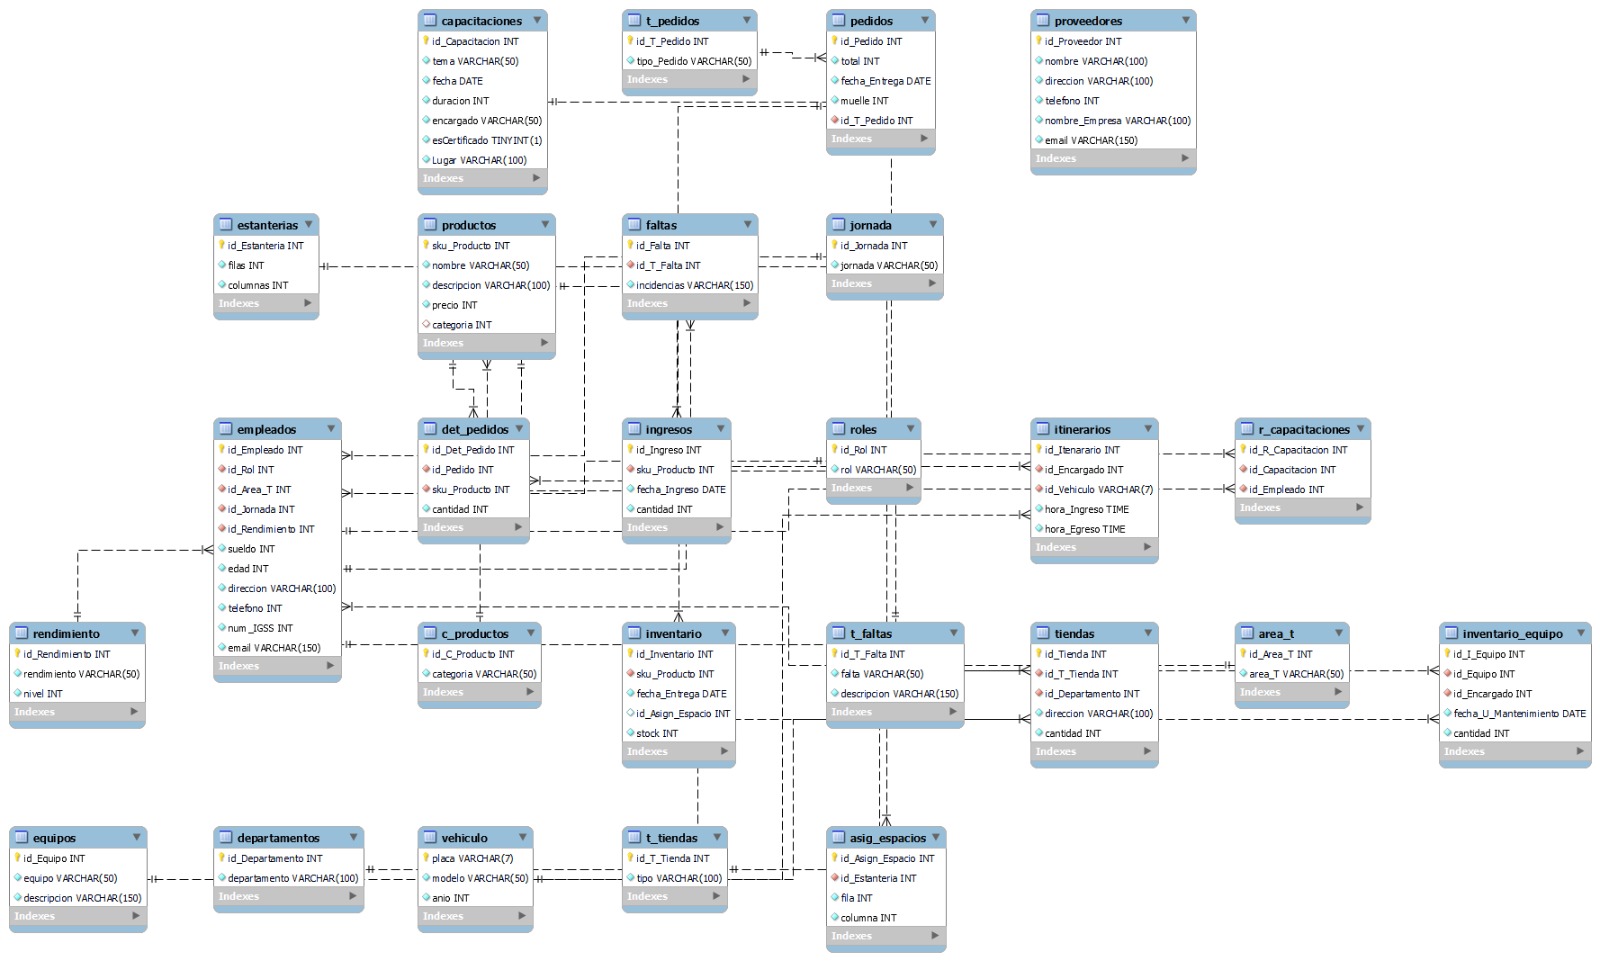 capacitaciones
id_Capacitacion INT
tema VARCHAR(50)
fecha DATE
duracion INT
encargado VARCHAR(50)
esCertificado TINYINT(1)
Lugar VARCHAR(100)
Indexes
t_pedidos
id_T_Pedido INT
tipo_Pedido VARCHAR(50)
Indexes
pedidos
id_Pedido INT
total INT
fecha_Entrega DATE
muelle INT
id_T_Pedido INT
Indexes
proveedores
id_Proveedor INT
nombre VARCHAR(100)
direccion VARCHAR(100)
telefono INT
nombre_Empresa VARCHAR(100)
email VARCHAR(150)
Indexes
estanterias
id_Estanteria INT
filas INT
columnas INT
Indexes
productos
sku_Producto INT
nombre VARCHAR(50)
descripcion VARCHAR(100)
precio INT
categoria INT
Indexes
faltas
id_Falta INT
id_T_Falta INT
incidencias VARCHAR(150)
Indexes
jornada
id_Jornada INT
jornada VARCHAR(50)
Indexes
empleados
id_Empleado INT
id_Rol INT
id_Area_T INT
id_Jornada INT
id_Rendimiento INT
sueldo INT
edad INT
direccion VARCHAR(100)
telefono INT
num_IGSS INT
email VARCHAR(150)
Indexes
det_pedidos
id_Det_Pedido INT
id_Pedido INT
sku_Producto INT
cantidad INT
Indexes
ingresos
id_Ingreso INT
sku_Producto INT
fecha_Ingreso DATE
cantidad INT
Indexes
roles
id_Rol INT
rol VARCHAR(50)
Indexes
itinerarios
id_Itenerario INT
id_Encargado INT
id_Vehiculo VARCHAR(7)
hora_Ingreso TIME
hora_Egreso TIME
Indexes
r_capacitaciones
id_R_Capacitacion INT
id_Capacitacion INT
id_Empleado INT
Indexes
rendimiento
id_Rendimiento INT
rendimiento VARCHAR(50)
nivel INT
Indexes
c_productos
id_C_Producto INT
categoria VARCHAR(50)
Indexes
inventario
id_Inventario INT
sku_Producto INT
fecha_Entrega DATE
id_Asign_Espacio INT
stock INT
Indexes
t_faltas
id_T_Falta INT
falta VARCHAR(50)
descripcion VARCHAR(150)
Indexes
tiendas
id_Tienda INT
id_T_Tienda INT
id_Departamento INT
direccion VARCHAR(100)
cantidad INT
Indexes
area_t
id_Area_T INT
area_T VARCHAR(50)
Indexes
inventario_equipo
id_I_Equipo INT
id_Equipo INT
id_Encargado INT
fecha_U_Mantenimiento DATE
cantidad INT
Indexes
equipos
id_Equipo INT
equipo VARCHAR(50)
descripcion VARCHAR(150)
Indexes
departamentos
id_Departamento INT
departamento VARCHAR(100)
Indexes
vehiculo
placa VARCHAR(7)
modelo VARCHAR(50)
anio INT
Indexes
t_tiendas
id_T_Tienda INT
tipo VARCHAR(100)
Indexes
asig_espacios
id_Asign_Espacio INT
id_Estanteria INT
fila INT
columna INT
Indexes